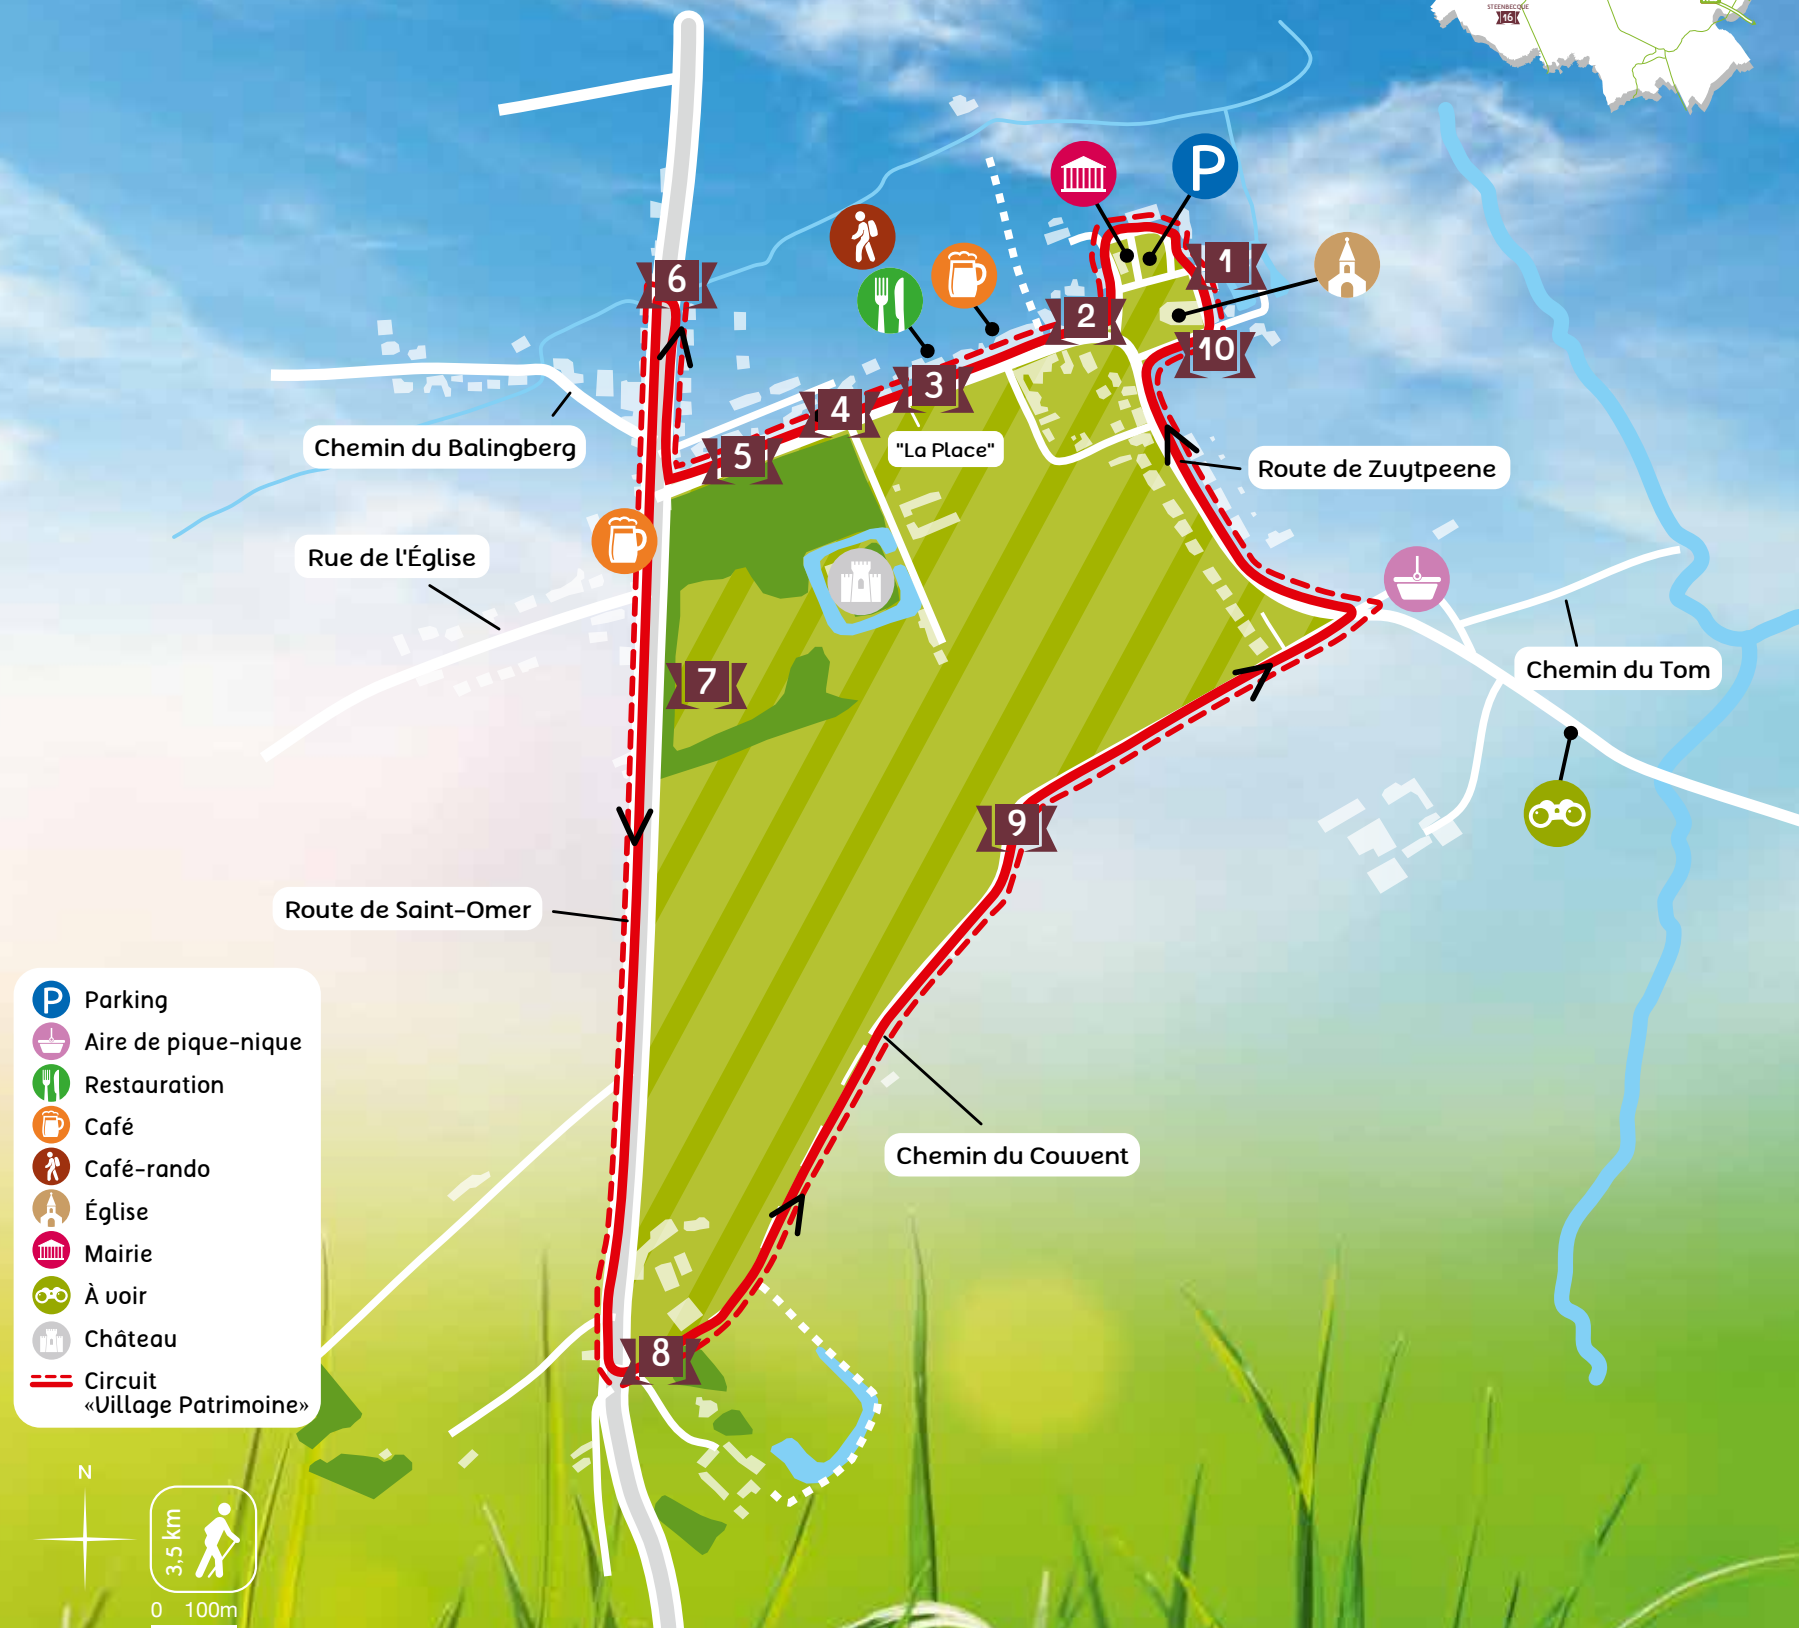 STEENBECQUE
16
P
1
6
2
10
3
4
"La Place"
5
Chemin du Balingberg
Route de Zuytpeene
Rue de l'Église
7
Chemin du Tom
9
Route de Saint-Omer
Chemin du Couvent
8
P Parking
Aire de pique-nique
Restauration
Café
Café-rando
Église
Mairie
À voir
Château
Circuit
«Village Patrimoine»
N
3,5 km
0 100m